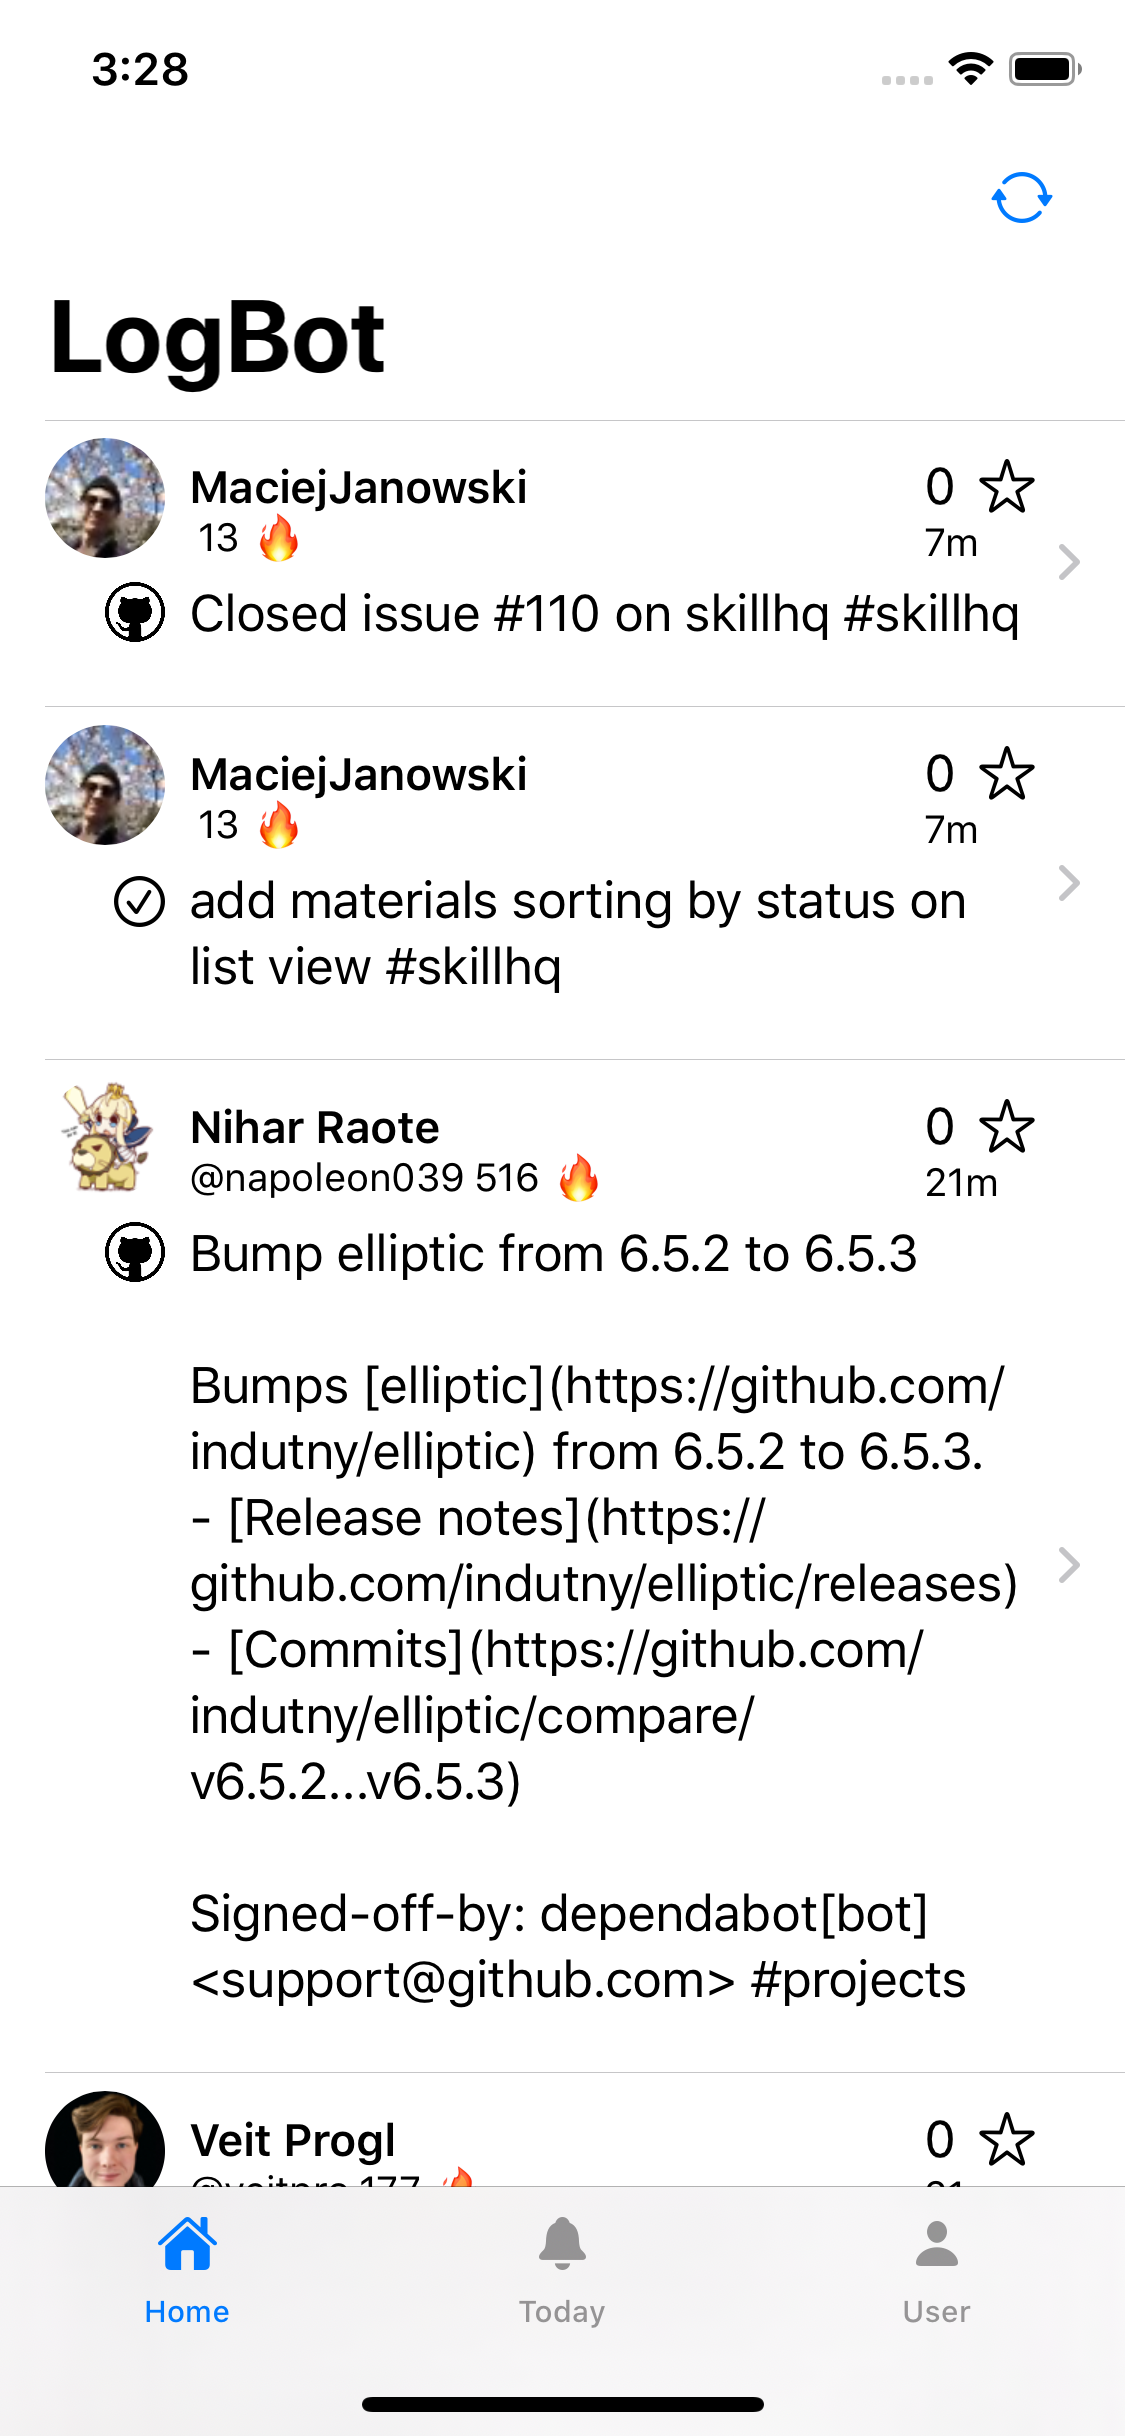 3:28
LogBot
MaciejJanowski
0
13 🔥
7m
Closed issue #110 on skillhq #skillhq
MaciejJanowski
0
13 🔥
7m
add materials sorting by status on
list view #skillhq
Nihar Raote
0
@napoleon039 516 🔥
21m
Bump elliptic from 6.5.2 to 6.5.3
Bumps [elliptic](https://github.com/
indutny/elliptic) from 6.5.2 to 6.5.3.
- [Release notes](https://
github.com/indutny/elliptic/releases)
- [Commits](https://github.com/
indutny/elliptic/compare/
v6.5.2...v6.5.3)
Signed-off-by: dependabot[bot]
<support@github.com> #projects
Veit Progl
0
Home
Today
User